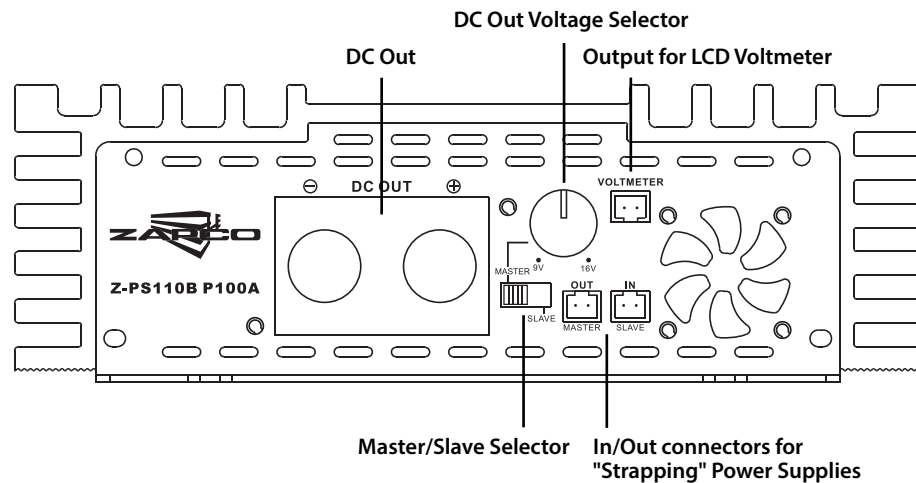 DC Out Voltage Selector
DC Out
Output for LCD Voltmeter
⊖ DC OUT ⊕
VOLTMETER
ZAPCO
Z-PS110B P100A
9V
16V
MASTER
SLAVE
OUT
MASTER
IN
SLAVE
Master/Slave Selector
In/Out connectors for
"Strapping" Power Supplies